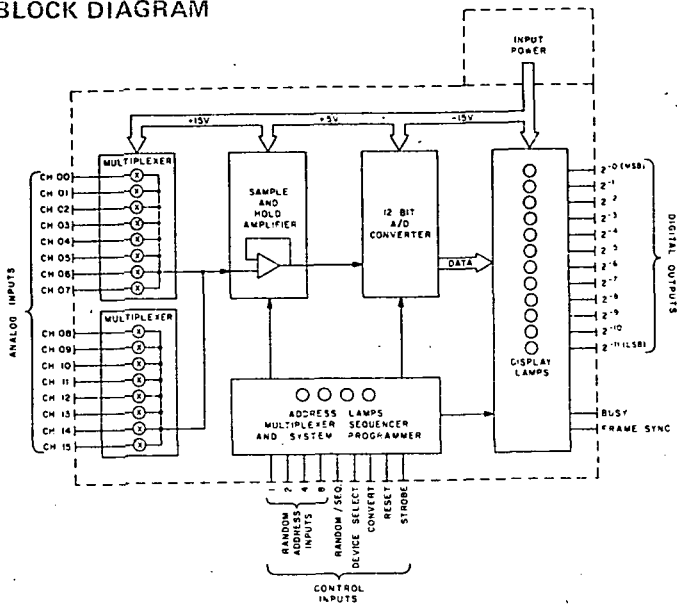 BLOCK DIAGRAM
INPUT
POWER
+15V
+5V
-15V
MULTIPLEXER
CH 00
CH 01
CH 02
CH 03
CH 04
CH 05
CH 06
CH 07
MULTIPLEXER
CH 08
CH 09
CH 10
CH 11
CH 12
CH 13
CH 14
CH 15
ANALOG INPUTS
SAMPLE
AND
HOLD
AMPLIFIER
12 BIT
A/D
CONVERTER
DATA
DISPLAY
LAMPS
2-0 (MSB)
2-1
2-2
2-3
2-4
2-5
2-6
2-7
2-8
2-9
2-10
2-11 (LSB)
DIGITAL OUTPUTS
BUSY
FRAME SYNC
ADDRESS LAMPS
MULTIPLEXER SEQUENCER
AND SYSTEM PROGRAMMER
1
2
4
8
RANDOM
ADDRESS
INPUTS
RANDOM/SEQ.
DEVICE SELECT
CONVERT
RESET
STROBE
CONTROL
INPUTS